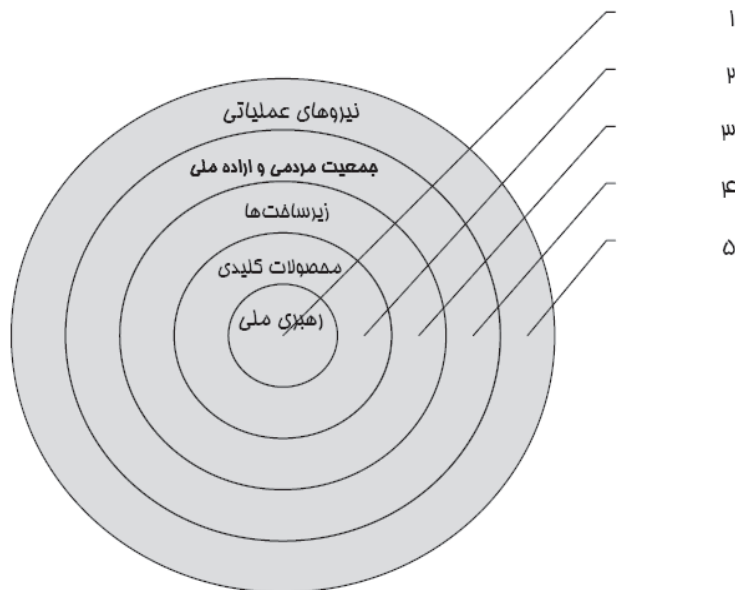 ۱
۲
۳
۴
۵
نیروهای عملیاتی
جمعیت مردمی و اراده ملی
زیرساخت‌ها
محصولات کلیدی
رهبری ملی